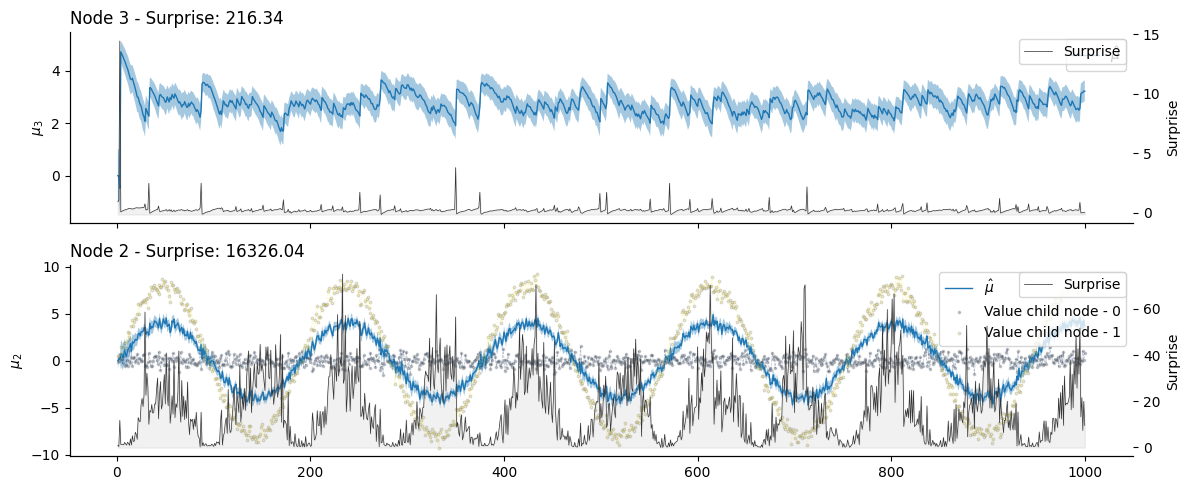 Node 3 - Surprise: 216.34
Surprise
μ
4
2
0
μ3
15
10
5
0
Surprise
Node 2 - Surprise: 16326.04
μ̂
Value child node - 0
Value child node - 1
Surprise
10
5
0
−5
−10
μ2
60
40
20
0
Surprise
0
200
400
600
800
1000